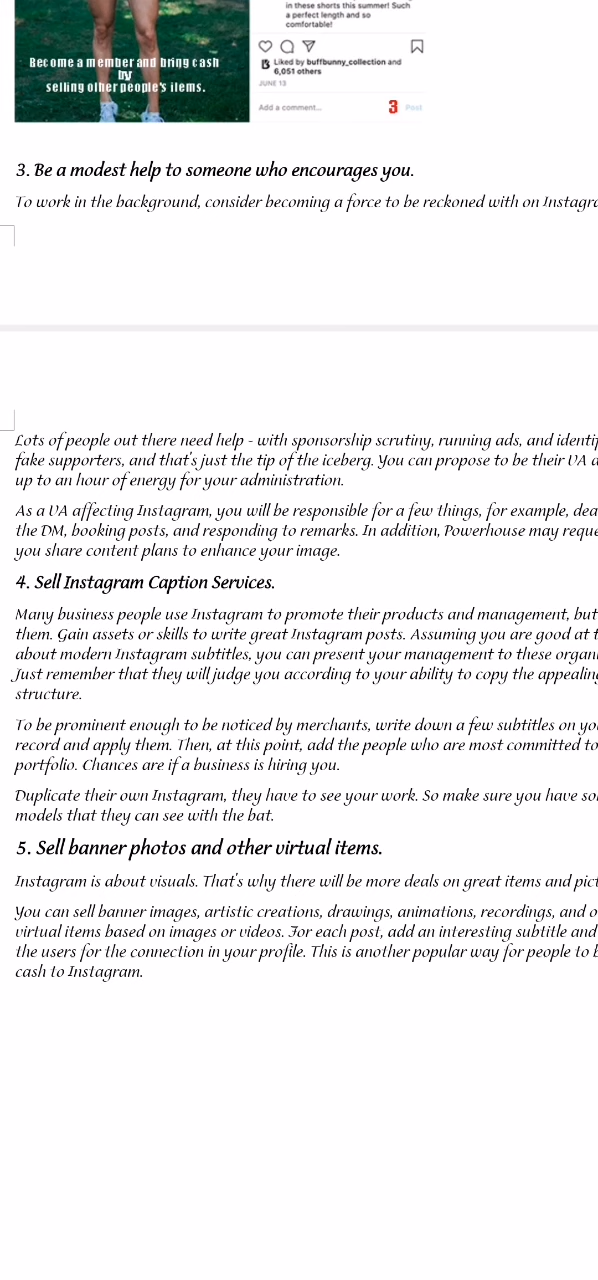 in these shorts this summer! Such
a perfect length and so
comfortable!
Become a member and bring cash
by
selling other people's items.
Liked by buffbunny_collection and
6,051 others
JUNE 13
Add a comment...
3
Post
3. Be a modest help to someone who encourages you.
To work in the background, consider becoming a force to be reckoned with on Instagra
Lots of people out there need help - with sponsorship scrutiny, running ads, and identif
fake supporters, and that's just the tip of the iceberg. You can propose to be their VA a
up to an hour of energy for your administration.
As a VA affecting Instagram, you will be responsible for a few things, for example, dea
the DM, booking posts, and responding to remarks. In addition, Powerhouse may reque
you share content plans to enhance your image.
4. Sell Instagram Caption Services.
Many business people use Instagram to promote their products and management, but
them. Gain assets or skills to write great Instagram posts. Assuming you are good at t
about modern Instagram subtitles, you can present your management to these organi
Just remember that they will judge you according to your ability to copy the appealing
structure.
To be prominent enough to be noticed by merchants, write down a few subtitles on you
record and apply them. Then, at this point, add the people who are most committed to
portfolio. Chances are if a business is hiring you.
Duplicate their own Instagram, they have to see your work. So make sure you have so
models that they can see with the bat.
5. Sell banner photos and other virtual items.
Instagram is about visuals. That's why there will be more deals on great items and pict
You can sell banner images, artistic creations, drawings, animations, recordings, and o
virtual items based on images or videos. For each post, add an interesting subtitle and
the users for the connection in your profile. This is another popular way for people to b
cash to Instagram.